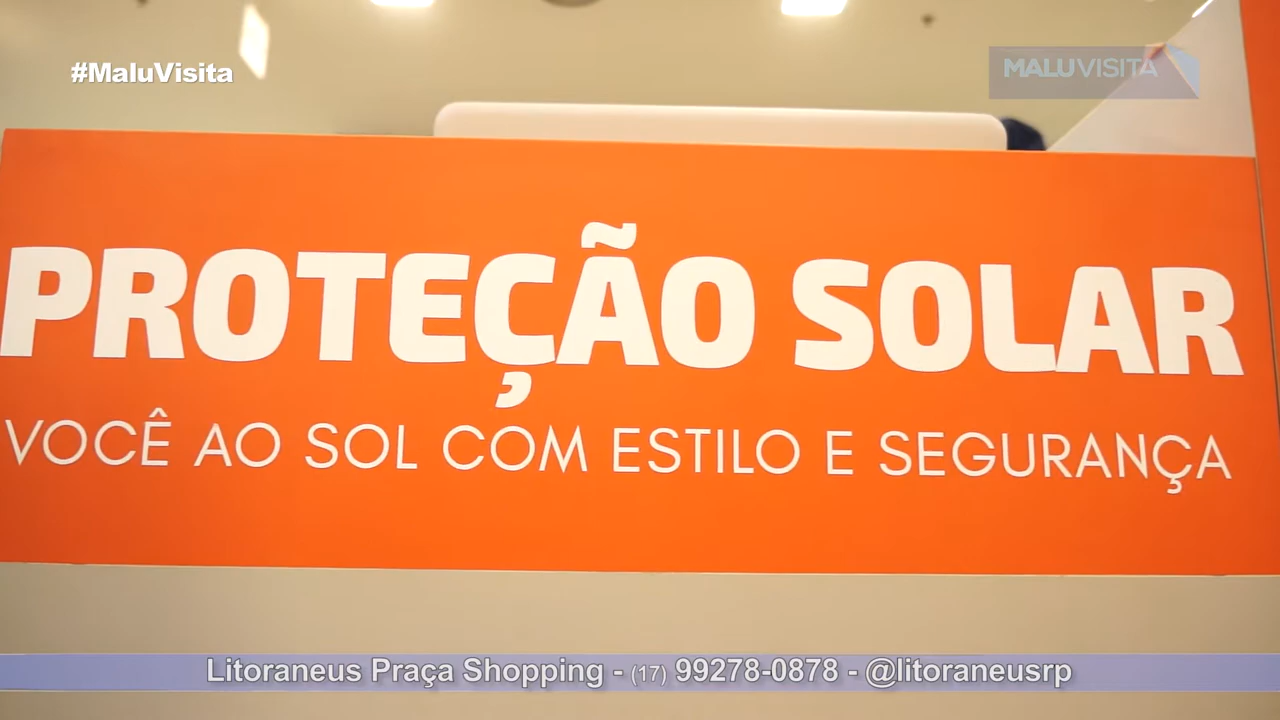 #MaluVisita
MALUVISITA
PROTEÇÃO SOLAR
VOCÊ AO SOL COM ESTILO E SEGURANÇA
Litoraneus Praça Shopping - (17) 99278-0878 - @litoraneusrp